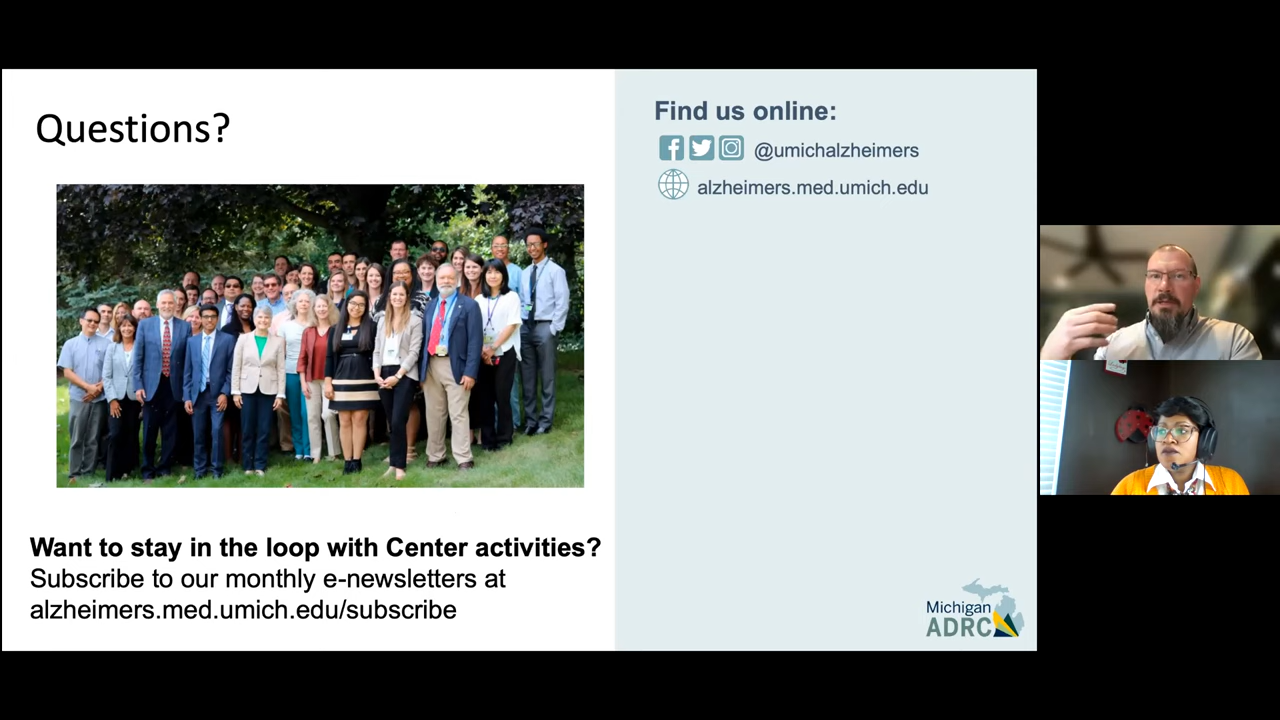 Questions?
Want to stay in the loop with Center activities?
Subscribe to our monthly e-newsletters at
alzheimers.med.umich.edu/subscribe
Find us online:
@umichalzheimers
alzheimers.med.umich.edu
Michigan
ADRC